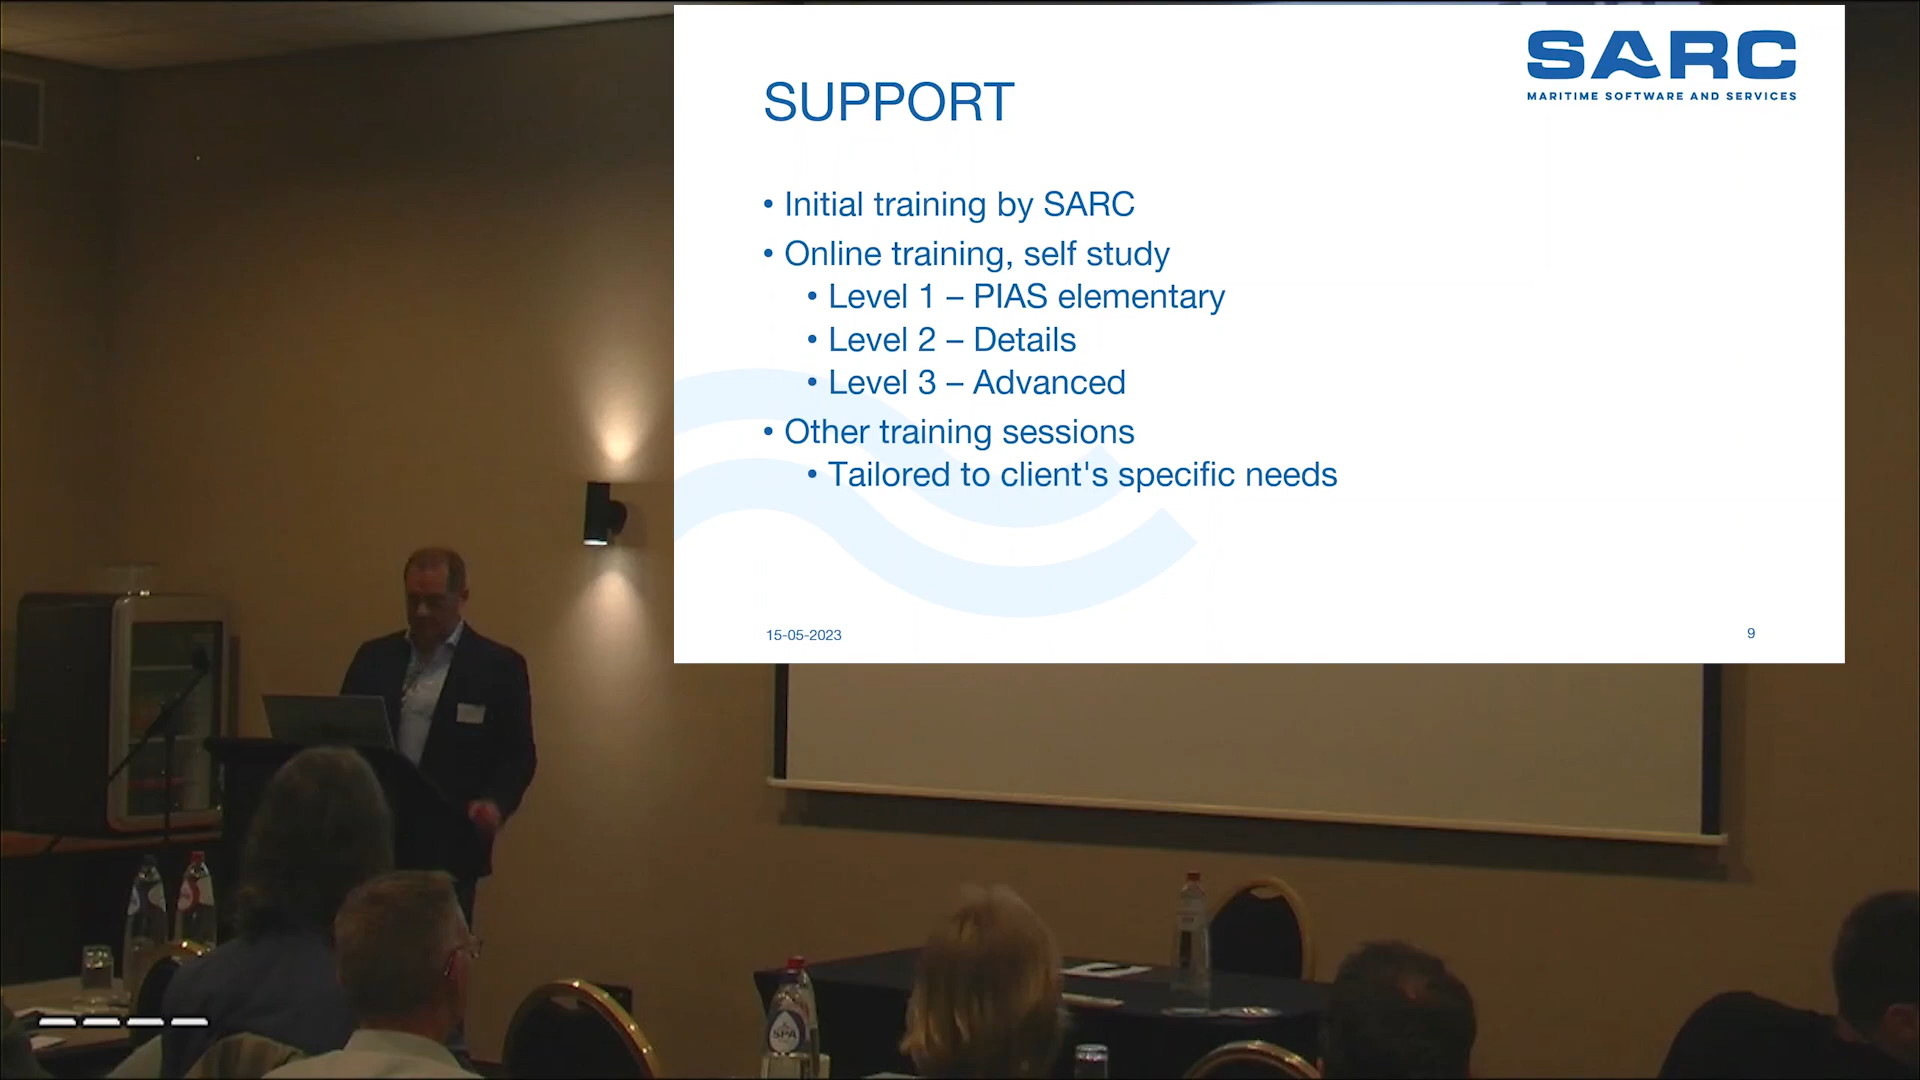 SARC
MARITIME SOFTWARE AND SERVICES
SUPPORT
• Initial training by SARC
• Online training, self study
• Level 1 – PIAS elementary
• Level 2 – Details
• Level 3 – Advanced
• Other training sessions
• Tailored to client's specific needs
15-05-2023
9
SPA